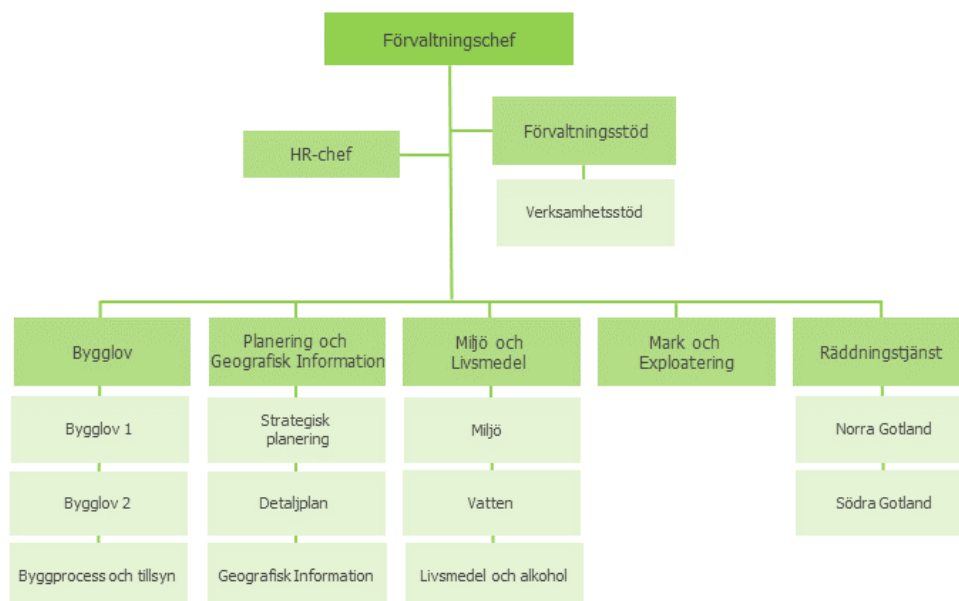 Förvaltningschef
Förvaltningsstöd
HR-chef
Verksamhetsstöd
Bygglov
Planering och
Geografisk Information
Miljö och
Livsmedel
Mark och
Exploatering
Räddningstjänst
Bygglov 1
Strategisk
planering
Miljö
Norra Gotland
Bygglov 2
Detaljplan
Vatten
Södra Gotland
Byggprocess och tillsyn
Geografisk Information
Livsmedel och alkohol